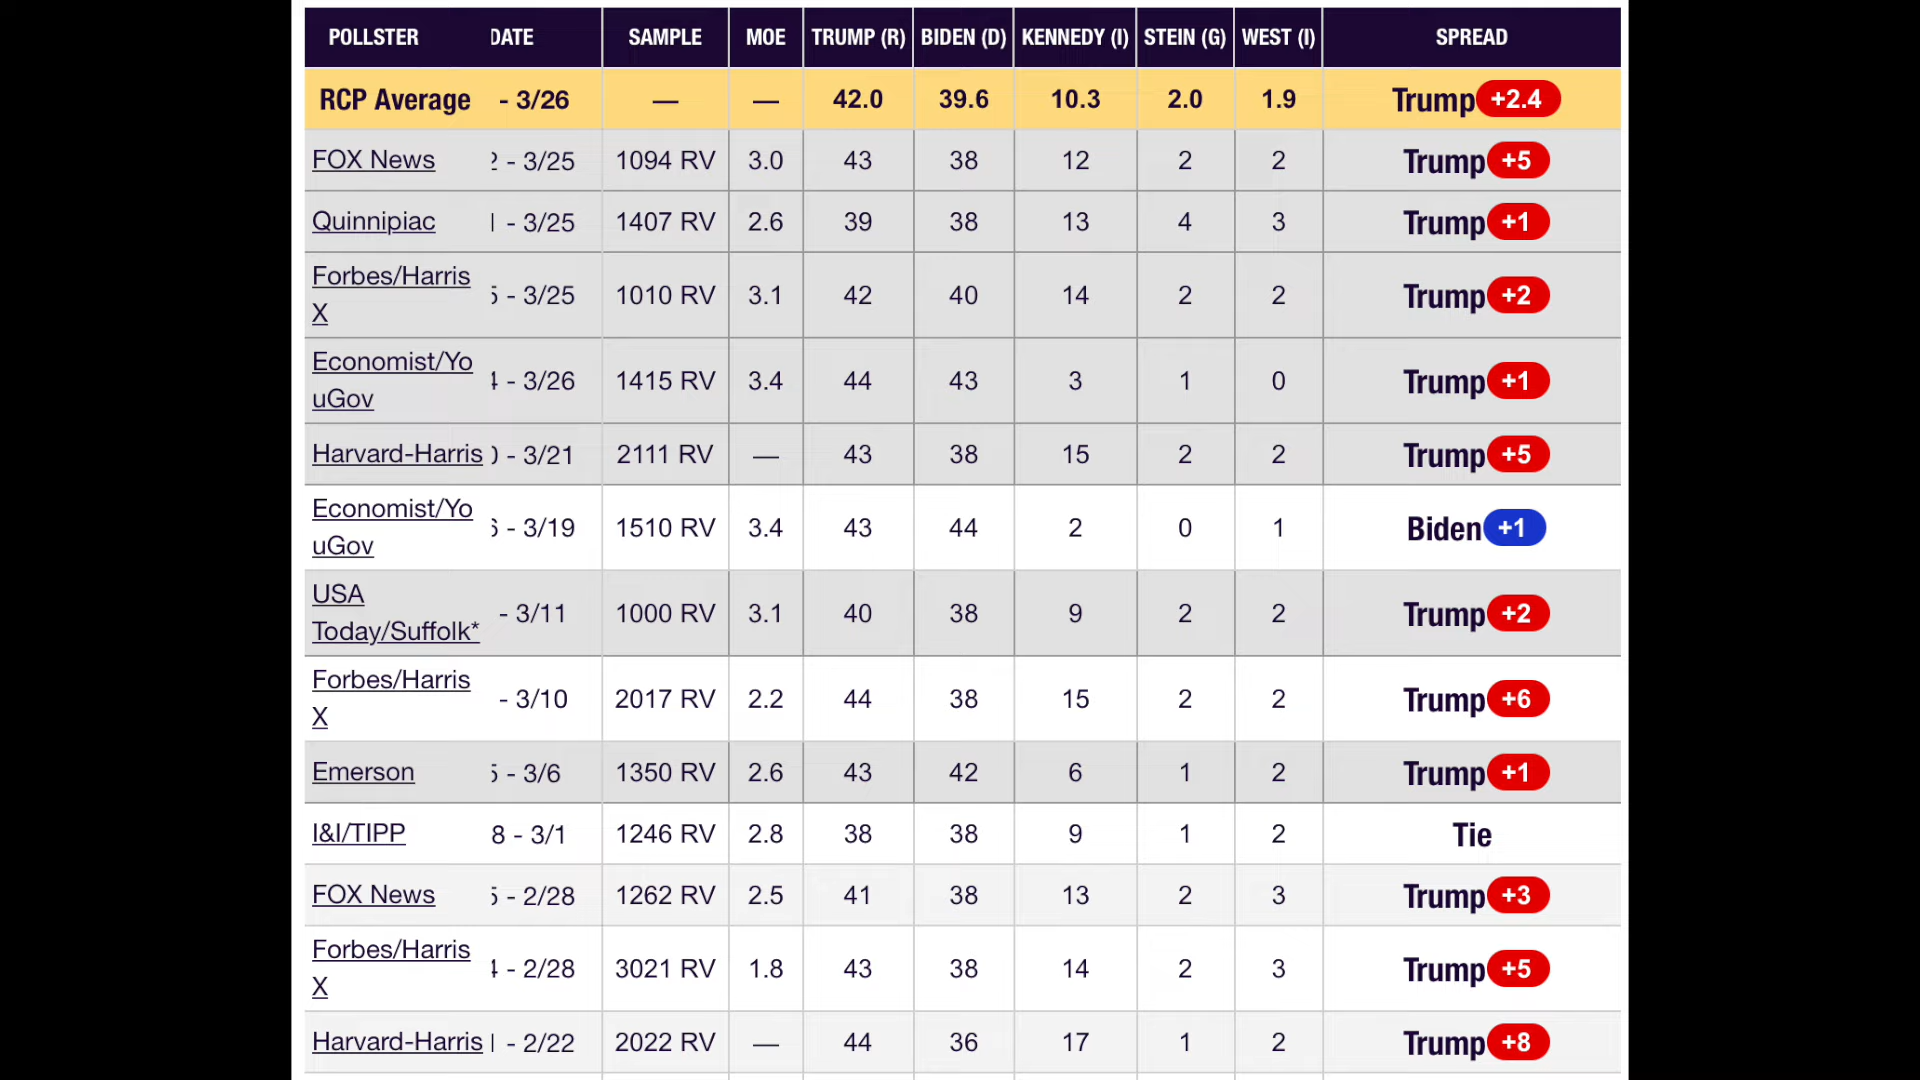 POLLSTER DATE SAMPLE MOE TRUMP (R) BIDEN (D) KENNEDY (I) STEIN (G) WEST (I) SPREAD
RCP Average - 3/26 — — 42.0 39.6 10.3 2.0 1.9 Trump +2.4
FOX News 2 - 3/25 1094 RV 3.0 43 38 12 2 2 Trump +5
Quinnipiac - 3/25 1407 RV 2.6 39 38 13 4 3 Trump +1
Forbes/Harris
X 5 - 3/25 1010 RV 3.1 42 40 14 2 2 Trump +2
Economist/Yo
uGov 4 - 3/26 1415 RV 3.4 44 43 3 1 0 Trump +1
Harvard-Harris - 3/21 2111 RV — 43 38 15 2 2 Trump +5
Economist/Yo
uGov - 3/19 1510 RV 3.4 43 44 2 0 1 Biden +1
USA
Today/Suffolk* - 3/11 1000 RV 3.1 40 38 9 2 2 Trump +2
Forbes/Harris
X - 3/10 2017 RV 2.2 44 38 15 2 2 Trump +6
Emerson 5 - 3/6 1350 RV 2.6 43 42 6 1 2 Trump +1
I&I/TIPP 8 - 3/1 1246 RV 2.8 38 38 9 1 2 Tie
FOX News 5 - 2/28 1262 RV 2.5 41 38 13 2 3 Trump +3
Forbes/Harris
X 4 - 2/28 3021 RV 1.8 43 38 14 2 3 Trump +5
Harvard-Harris - 2/22 2022 RV — 44 36 17 1 2 Trump +8